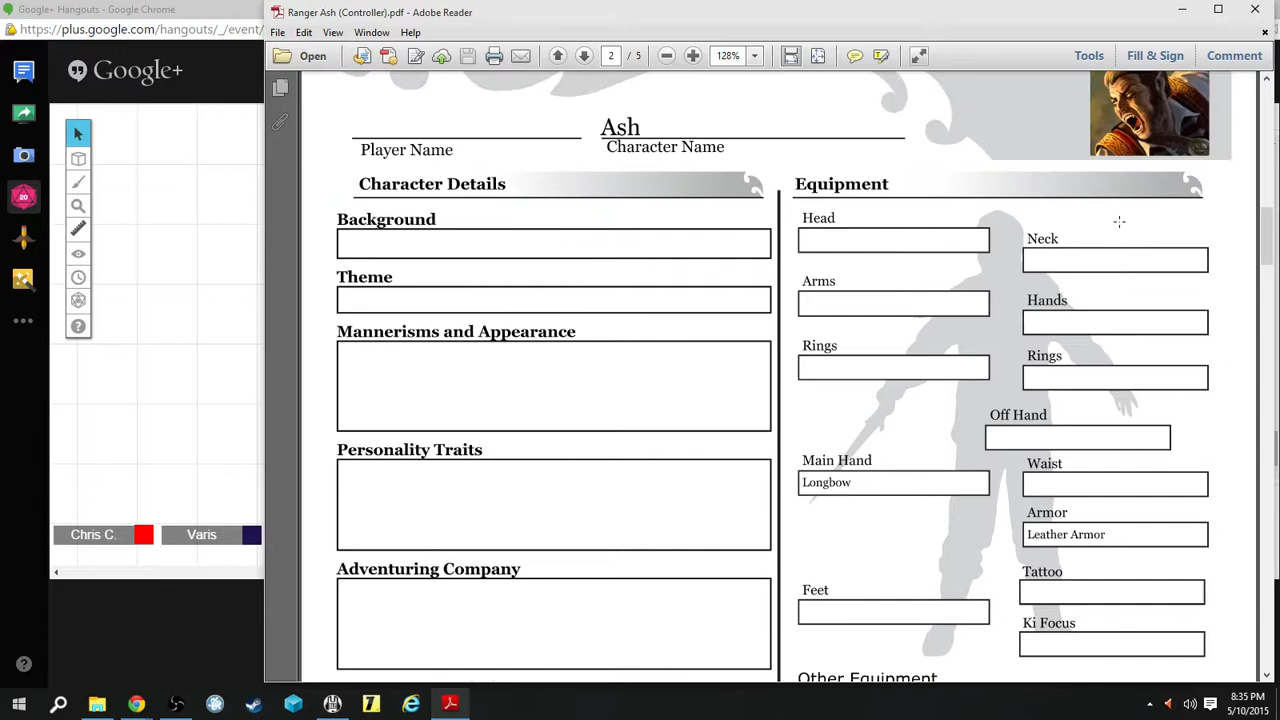 Google+ Hangouts - Google Chrome
https://plus.google.com/hangouts/_/event/
Google+
20
?
Chris C.
Varis
?
Ranger Ash (Controller).pdf - Adobe Reader
File Edit View Window Help
Open 2 / 5 128% Tools Fill & Sign Comment
Ash
Player Name
Character Name
Character Details
Background
Theme
Mannerisms and Appearance
Personality Traits
Adventuring Company
Equipment
Head
Neck
Arms
Hands
Rings
Rings
Off Hand
Main Hand
Longbow
Waist
Armor
Leather Armor
Tattoo
Feet
Ki Focus
Other Equipment
8:35 PM
5/10/2015